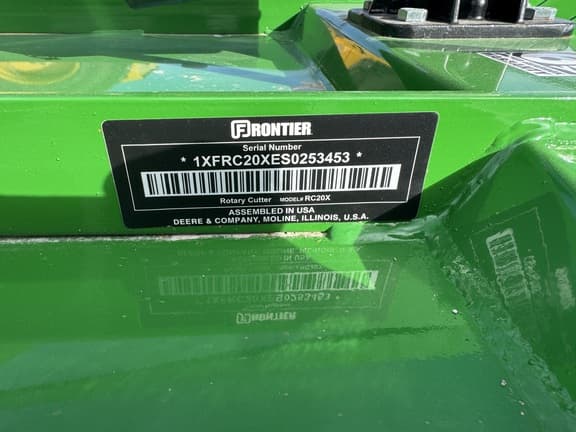 FRONTIER
Serial Number
* 1XFRC20XES0253453 *
Rotary Cutter MODEL# RC20X
ASSEMBLED IN USA
DEERE & COMPANY, MOLINE, ILLINOIS, U.S.A.